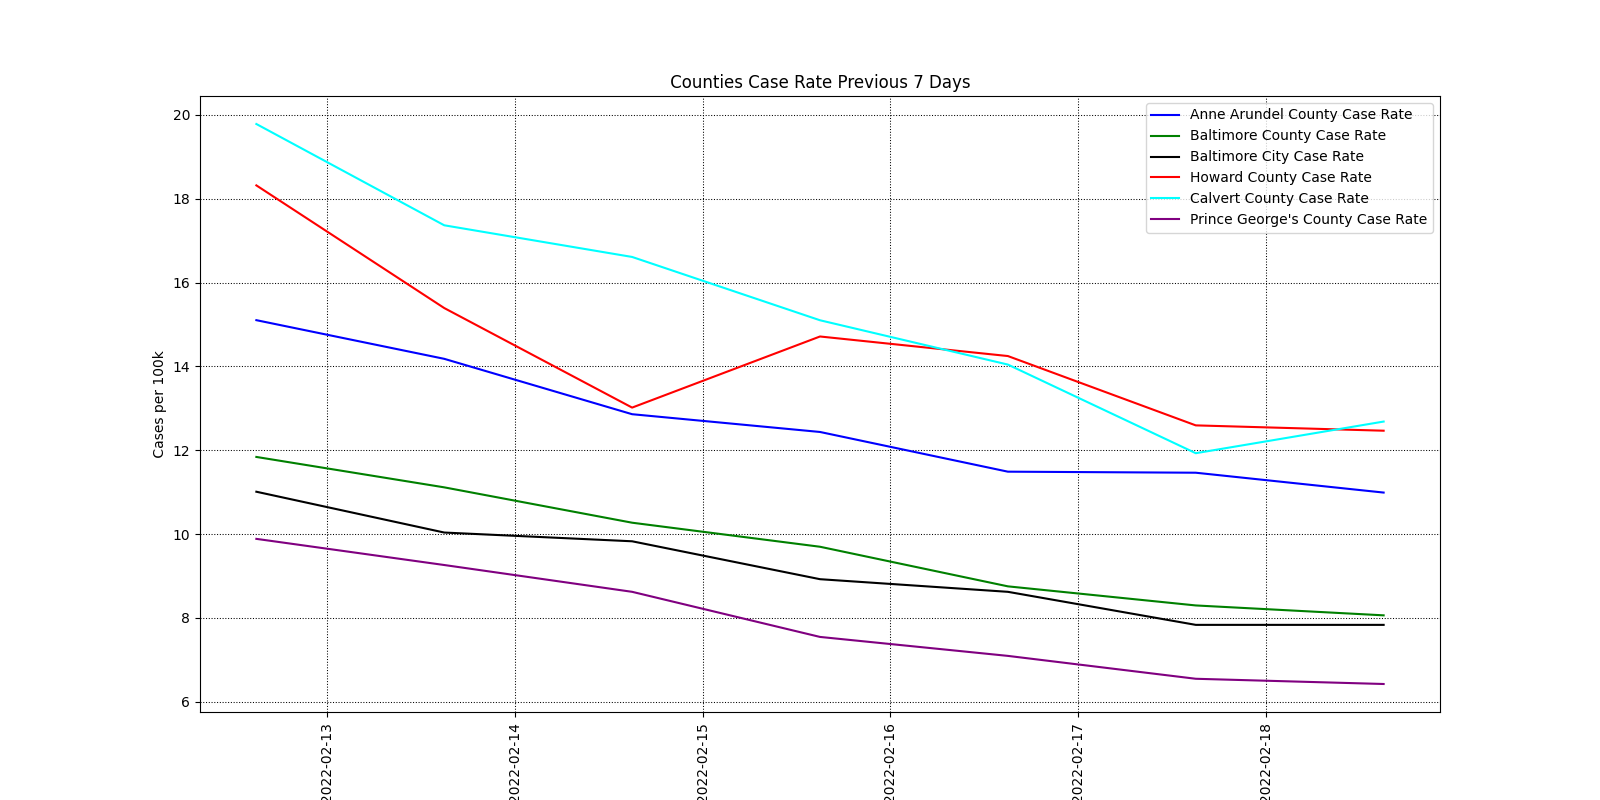 Counties Case Rate Previous 7 Days
20
18
16
14
12
10
8
6
Cases per 100k
Anne Arundel County Case Rate
Baltimore County Case Rate
Baltimore City Case Rate
Howard County Case Rate
Calvert County Case Rate
Prince George's County Case Rate
2022-02-13
2022-02-14
2022-02-15
2022-02-16
2022-02-17
2022-02-18